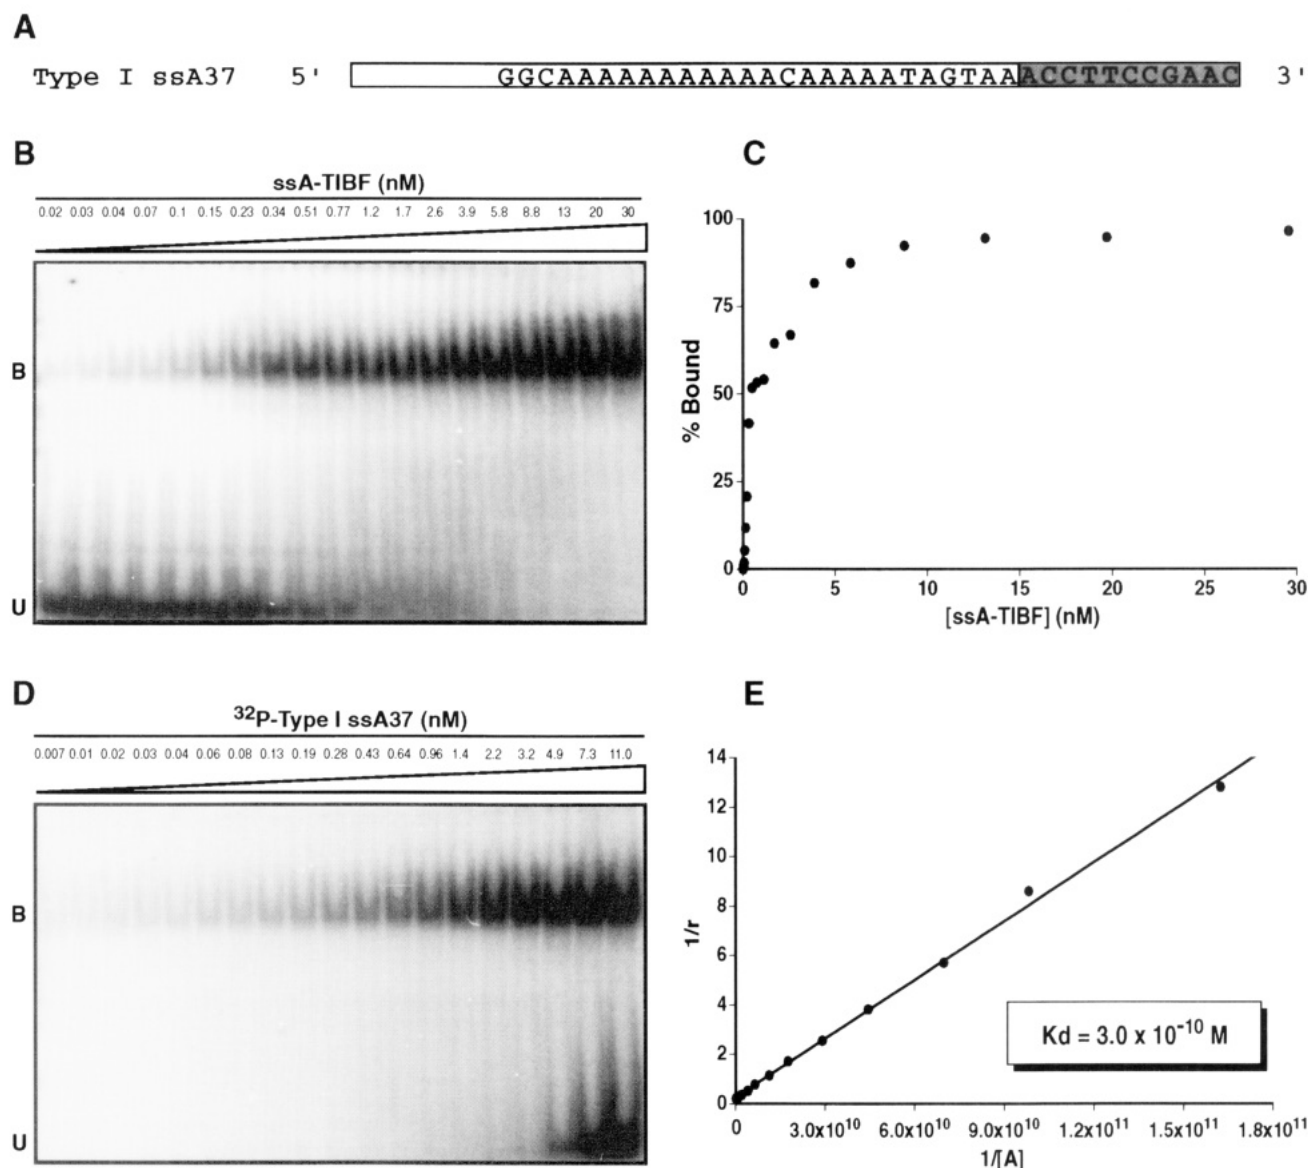 A
Type I ssA37 5' GGCAAAAAAAAAAACAAAAATAGTAAACCTTCCGAAC 3'
B
ssA-TIBF (nM)
0.02 0.03 0.04 0.07 0.1 0.15 0.23 0.34 0.51 0.77 1.2 1.7 2.6 3.9 5.8 8.8 13 20 30
B
U
C
100
75
50
25
0
% Bound
0 5 10 15 20 25 30
[ssA-TIBF] (nM)
D
32P-Type I ssA37 (nM)
0.007 0.01 0.02 0.03 0.04 0.06 0.08 0.13 0.19 0.28 0.43 0.64 0.96 1.4 2.2 3.2 4.9 7.3 11.0
B
U
E
14
12
10
8
6
4
2
0
1/r
Kd = 3.0 x 10-10 M
0 3.0x10^10 6.0x10^10 9.0x10^10 1.2x10^11 1.5x10^11 1.8x10^11
1/[A]